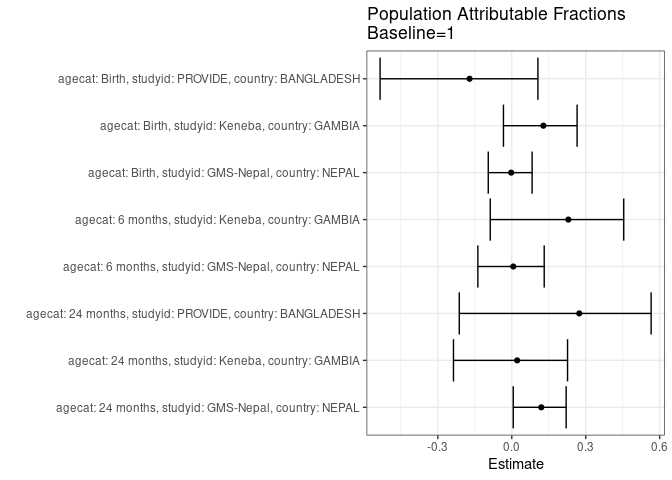 Population Attributable Fractions
Baseline=1
agecat: Birth, studyid: PROVIDE, country: BANGLADESH
agecat: Birth, studyid: Keneba, country: GAMBIA
agecat: Birth, studyid: GMS-Nepal, country: NEPAL
agecat: 6 months, studyid: Keneba, country: GAMBIA
agecat: 6 months, studyid: GMS-Nepal, country: NEPAL
agecat: 24 months, studyid: PROVIDE, country: BANGLADESH
agecat: 24 months, studyid: Keneba, country: GAMBIA
agecat: 24 months, studyid: GMS-Nepal, country: NEPAL
-0.3 0.0 0.3 0.6
Estimate